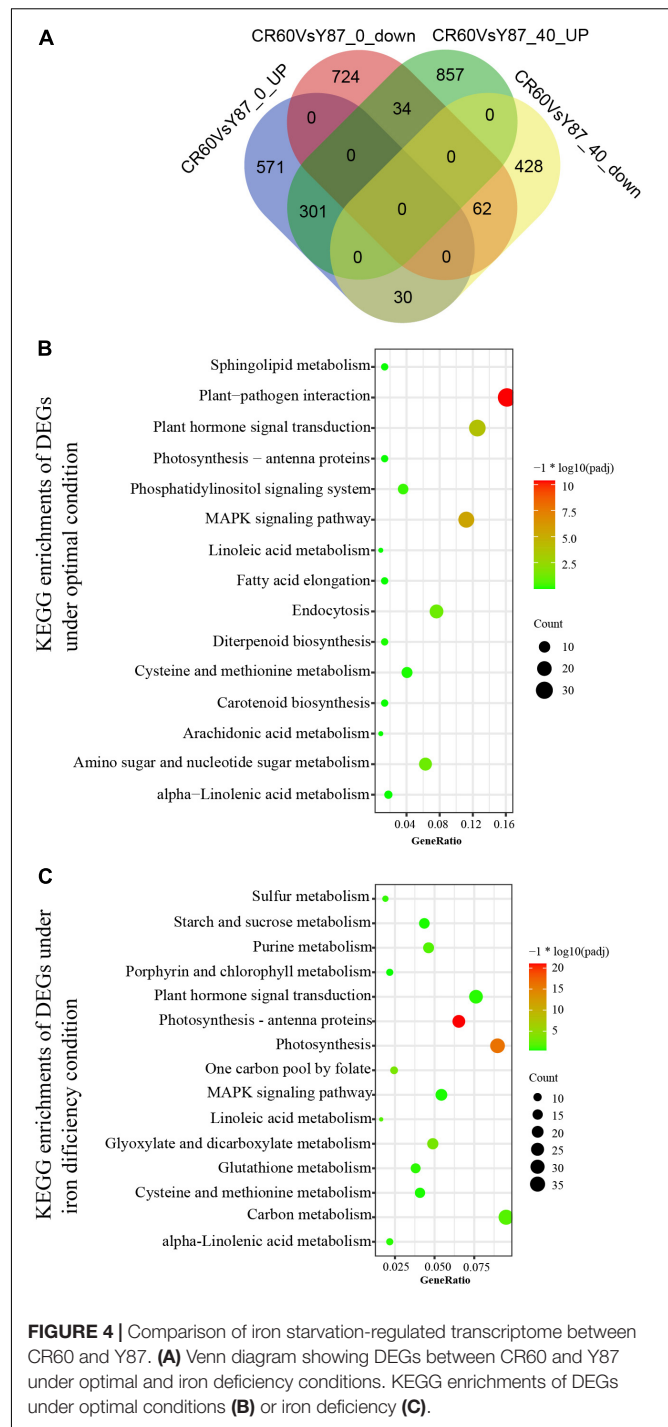 A
CR60VsY87_0_down
CR60VsY87_40_UP
CR60VsY87_0_UP
CR60VsY87_40_down
724
857
0
34
0
571
0
0
428
301
0
62
0
0
30
B
KEGG enrichments of DEGs
under optimal condition
Sphingolipid metabolism
Plant−pathogen interaction
Plant hormone signal transduction
Photosynthesis − antenna proteins
Phosphatidylinositol signaling system
MAPK signaling pathway
Linoleic acid metabolism
Fatty acid elongation
Endocytosis
Diterpenoid biosynthesis
Cysteine and methionine metabolism
Carotenoid biosynthesis
Arachidonic acid metabolism
Amino sugar and nucleotide sugar metabolism
alpha−Linolenic acid metabolism
0.04 0.08 0.12 0.16
GeneRatio
−1 * log10(padj)
10
7.5
5.0
2.5
Count
10
20
30
C
KEGG enrichments of DEGs under
iron dificiency condition
Sulfur metabolism
Starch and sucrose metabolism
Purine metabolism
Porphyrin and chlorophyll metabolism
Plant hormone signal transduction
Photosynthesis - antenna proteins
Photosynthesis
One carbon pool by folate
MAPK signaling pathway
Linoleic acid metabolism
Glyoxylate and dicarboxylate metabolism
Glutathione metabolism
Cysteine and methionine metabolism
Carbon metabolism
alpha-Linolenic acid metabolism
0.025 0.050 0.075
GeneRatio
−1 * log10(padj)
20
15
10
5
Count
10
15
20
25
30
35
FIGURE 4 | Comparison of iron starvation-regulated transcriptome between
CR60 and Y87. (A) Venn diagram showing DEGs between CR60 and Y87
under optimal and iron deficiency conditions. KEGG enrichments of DEGs
under optimal conditions (B) or iron deficiency (C).